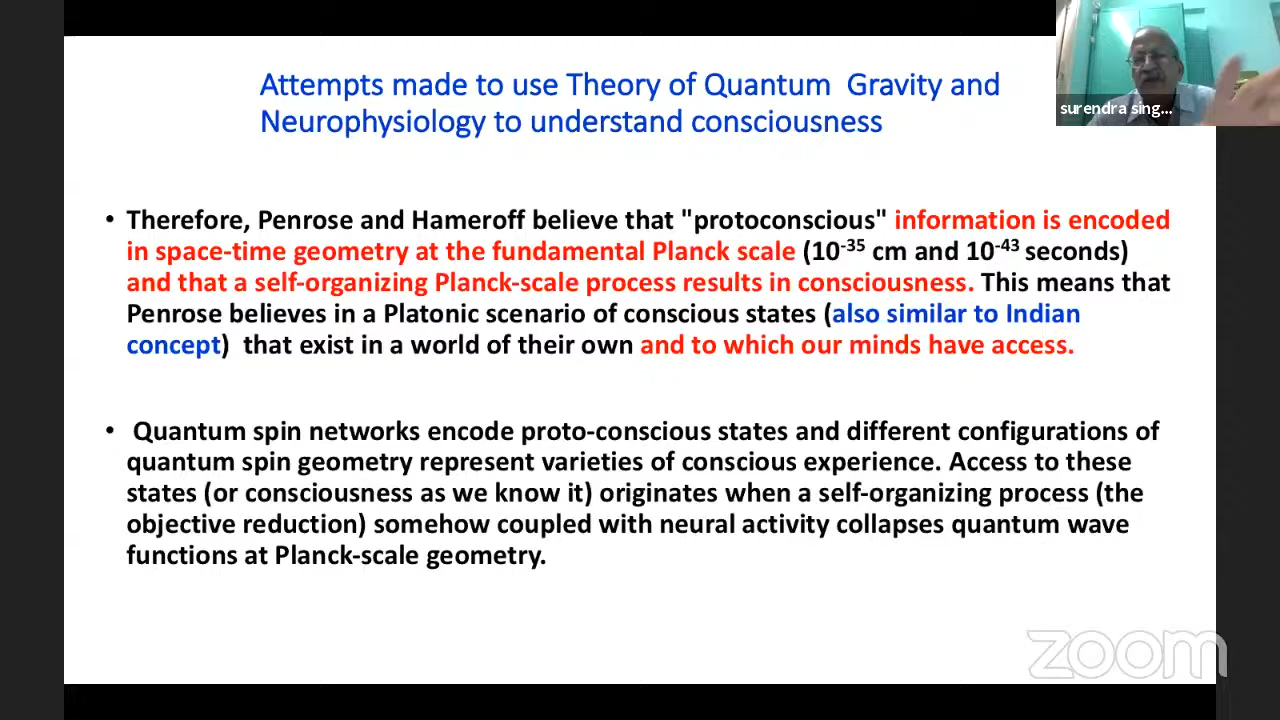 Attempts made to use Theory of Quantum Gravity and
Neurophysiology to understand consciousness
surendra sing...
• Therefore, Penrose and Hameroff believe that "protoconscious" information is encoded
in space-time geometry at the fundamental Planck scale (10⁻³⁵ cm and 10⁻⁴³ seconds)
and that a self-organizing Planck-scale process results in consciousness. This means that
Penrose believes in a Platonic scenario of conscious states (also similar to Indian
concept) that exist in a world of their own and to which our minds have access.
• Quantum spin networks encode proto-conscious states and different configurations of
quantum spin geometry represent varieties of conscious experience. Access to these
states (or consciousness as we know it) originates when a self-organizing process (the
objective reduction) somehow coupled with neural activity collapses quantum wave
functions at Planck-scale geometry.
zoom